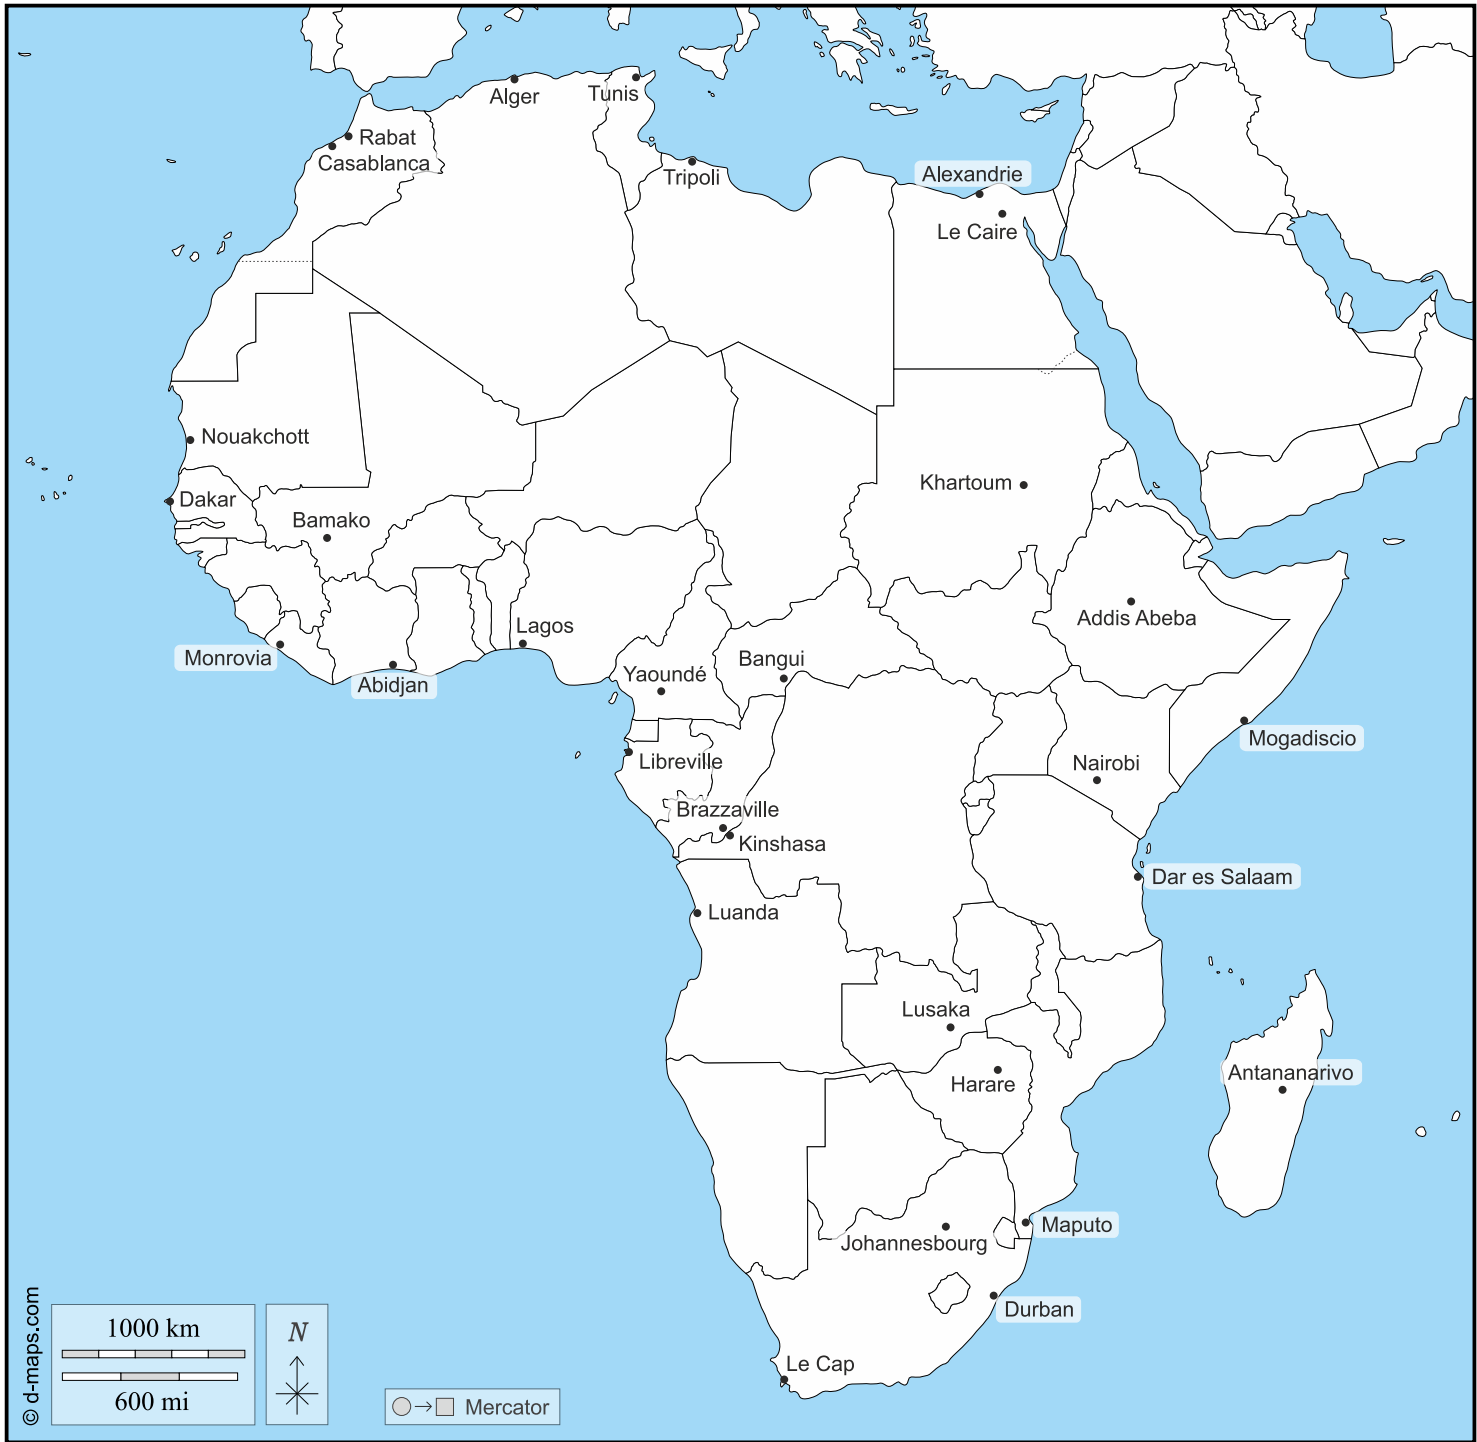 Alger
Tunis
Rabat
Casablanca
Tripoli
Alexandrie
Le Caire
Nouakchott
Dakar
Bamako
Khartoum
Addis Abeba
Lagos
Monrovia
Abidjan
Yaoundé
Bangui
Mogadiscio
Libreville
Nairobi
Brazzaville
Kinshasa
Dar es Salaam
Luanda
Lusaka
Harare
Antananarivo
Maputo
Johannesbourg
Durban
Le Cap
© d-maps.com
1000 km
600 mi
N
Mercator